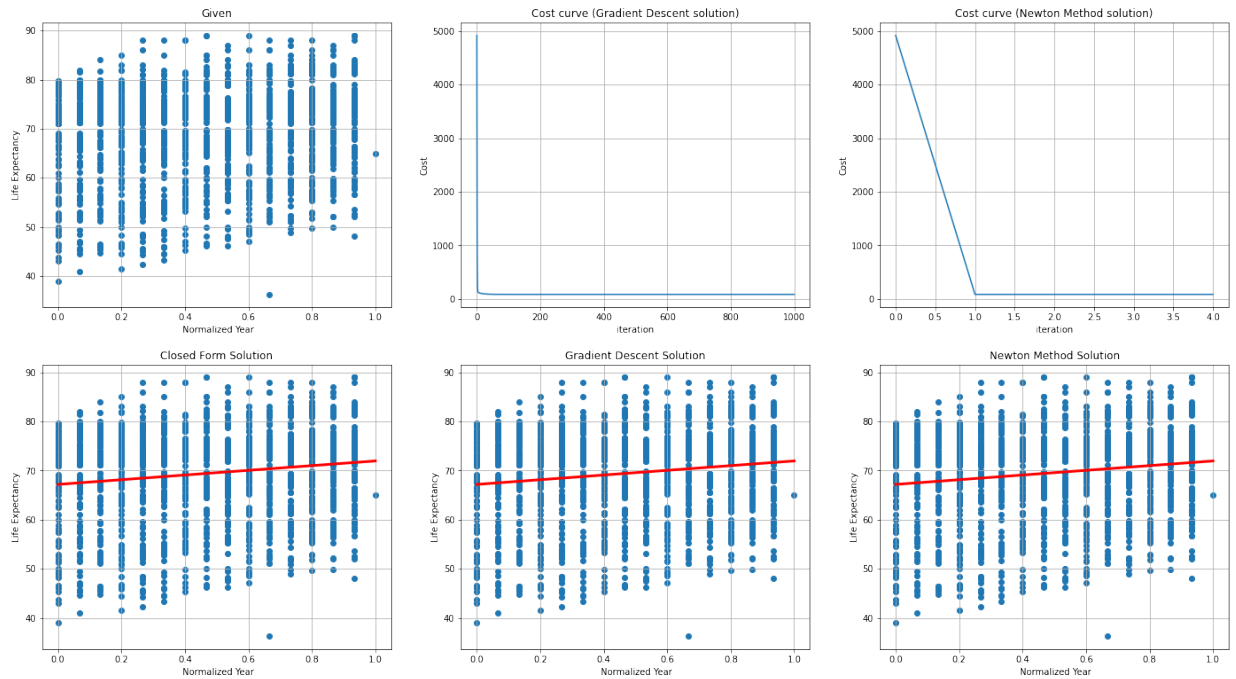 Given
90
80
70
60
50
40
Life Expectancy
0.0 0.2 0.4 0.6 0.8 1.0
Normalized Year
Cost curve (Gradient Descent solution)
5000
4000
3000
2000
1000
0
Cost
0 200 400 600 800 1000
iteration
Cost curve (Newton Method solution)
5000
4000
3000
2000
1000
0
Cost
0.0 0.5 1.0 1.5 2.0 2.5 3.0 3.5 4.0
iteration
Closed Form Solution
90
80
70
60
50
40
Life Expectancy
0.0 0.2 0.4 0.6 0.8 1.0
Normalized Year
Gradient Descent Solution
90
80
70
60
50
40
Life Expectancy
0.0 0.2 0.4 0.6 0.8 1.0
Normalized Year
Newton Method Solution
90
80
70
60
50
40
Life Expectancy
0.0 0.2 0.4 0.6 0.8 1.0
Normalized Year